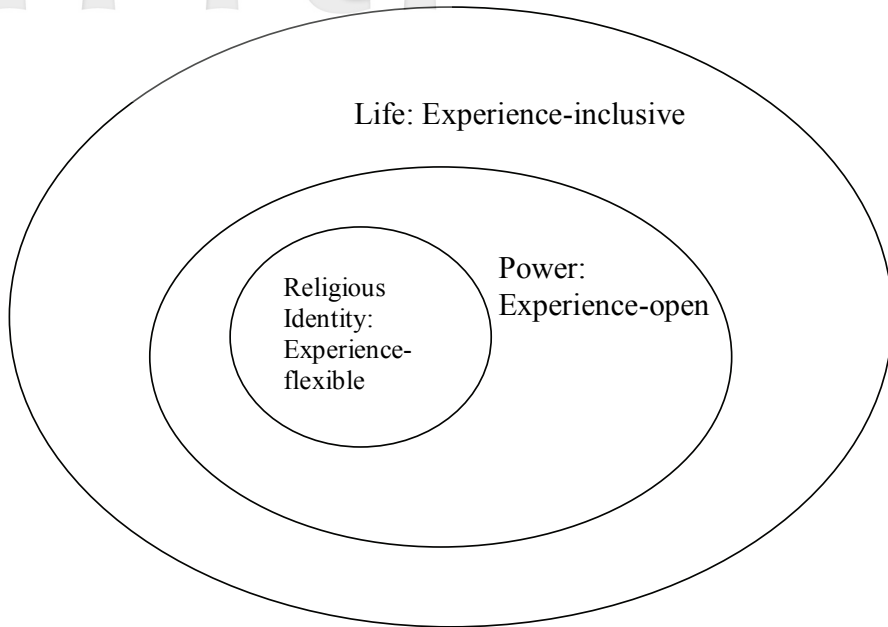 Life: Experience-inclusive
Power:
Experience-open
Religious
Identity:
Experience-
flexible